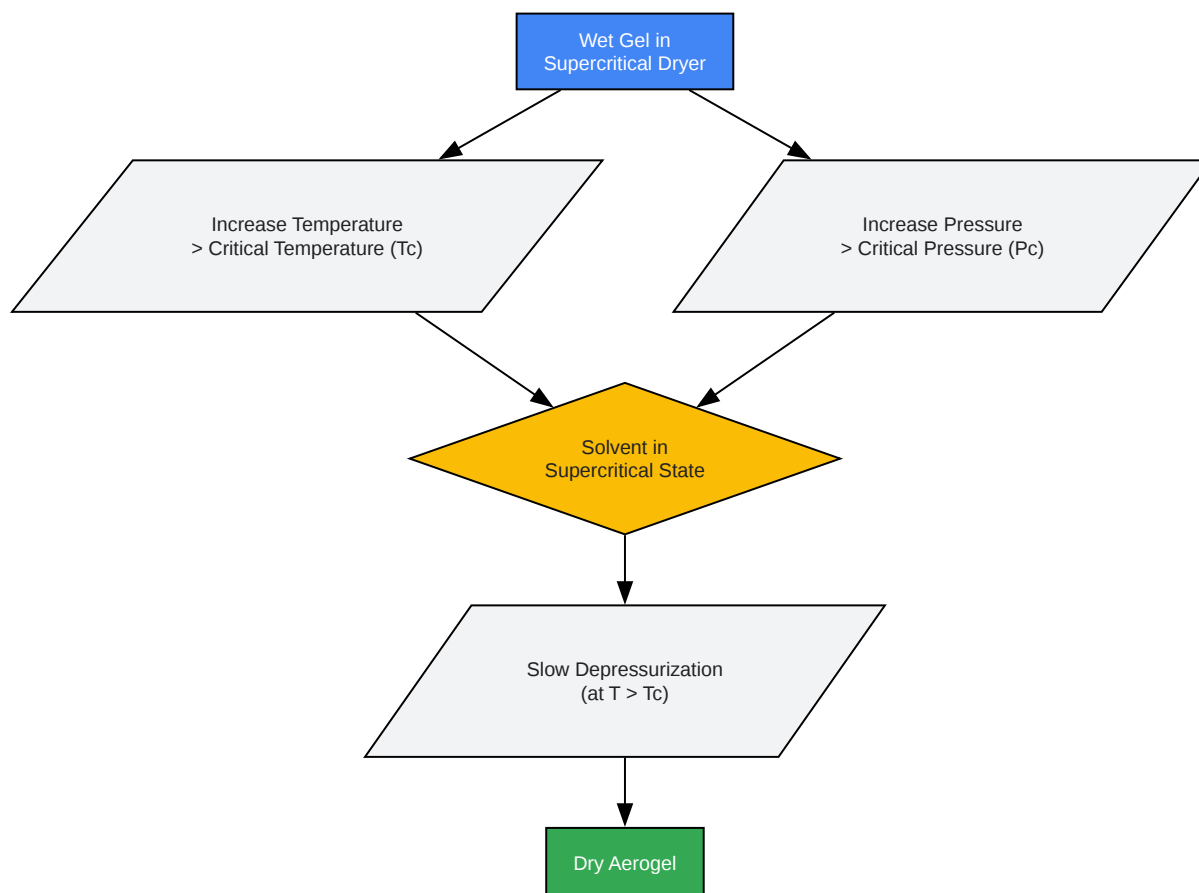 Wet Gel in
Supercritical Dryer
Increase Temperature
> Critical Temperature (Tc)
Increase Pressure
> Critical Pressure (Pc)
Solvent in
Supercritical State
Slow Depressurization
(at T > Tc)
Dry Aerogel